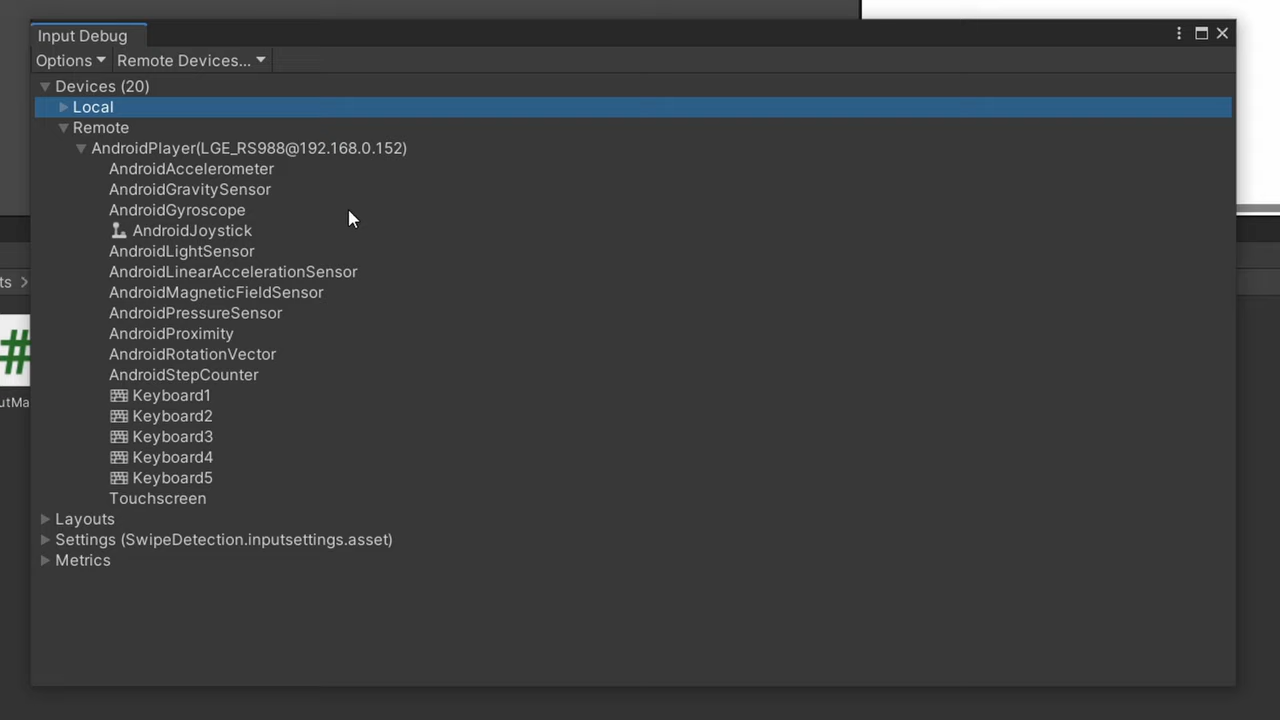 Input Debug
Options
Remote Devices...
Devices (20)
Local
Remote
AndroidPlayer(LGE_RS988@192.168.0.152)
AndroidAccelerometer
AndroidGravitySensor
AndroidGyroscope
AndroidJoystick
AndroidLightSensor
ts >
AndroidLinearAccelerationSensor
AndroidMagneticFieldSensor
AndroidPressureSensor
AndroidProximity
#
AndroidRotationVector
AndroidStepCounter
Keyboard1
utMa
Keyboard2
Keyboard3
Keyboard4
Keyboard5
Touchscreen
Layouts
Settings (SwipeDetection.inputsettings.asset)
Metrics